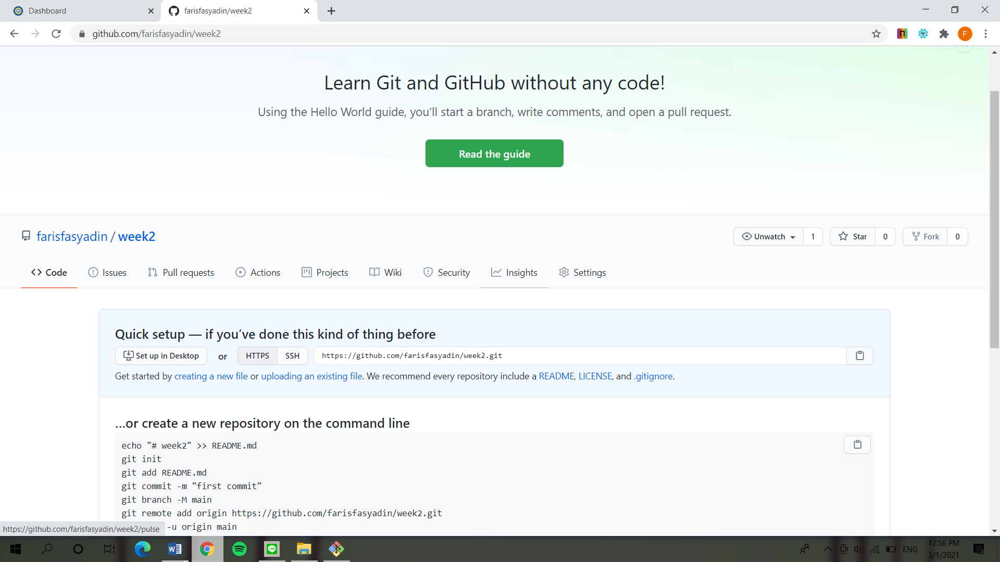 Dashboard
farisfasyadin/week2
github.com/farisfasyadin/week2
F
Learn Git and GitHub without any code!
Using the Hello World guide, you’ll start a branch, write comments, and open a pull request.
Read the guide
farisfasyadin / week2
Unwatch 1 Star 0 Fork 0
Code Issues Pull requests Actions Projects Wiki Security Insights Settings
Quick setup — if you’ve done this kind of thing before
Set up in Desktop or HTTPS SSH https://github.com/farisfasyadin/week2.git
Get started by creating a new file or uploading an existing file. We recommend every repository include a README, LICENSE, and .gitignore.
…or create a new repository on the command line
echo "# week2" >> README.md
git init
git add README.md
git commit -m "first commit"
git branch -M main
git remote add origin https://github.com/farisfasyadin/week2.git
-u origin main
https://github.com/farisfasyadin/week2/pulse
ENG
12:56 PM
3/1/2021